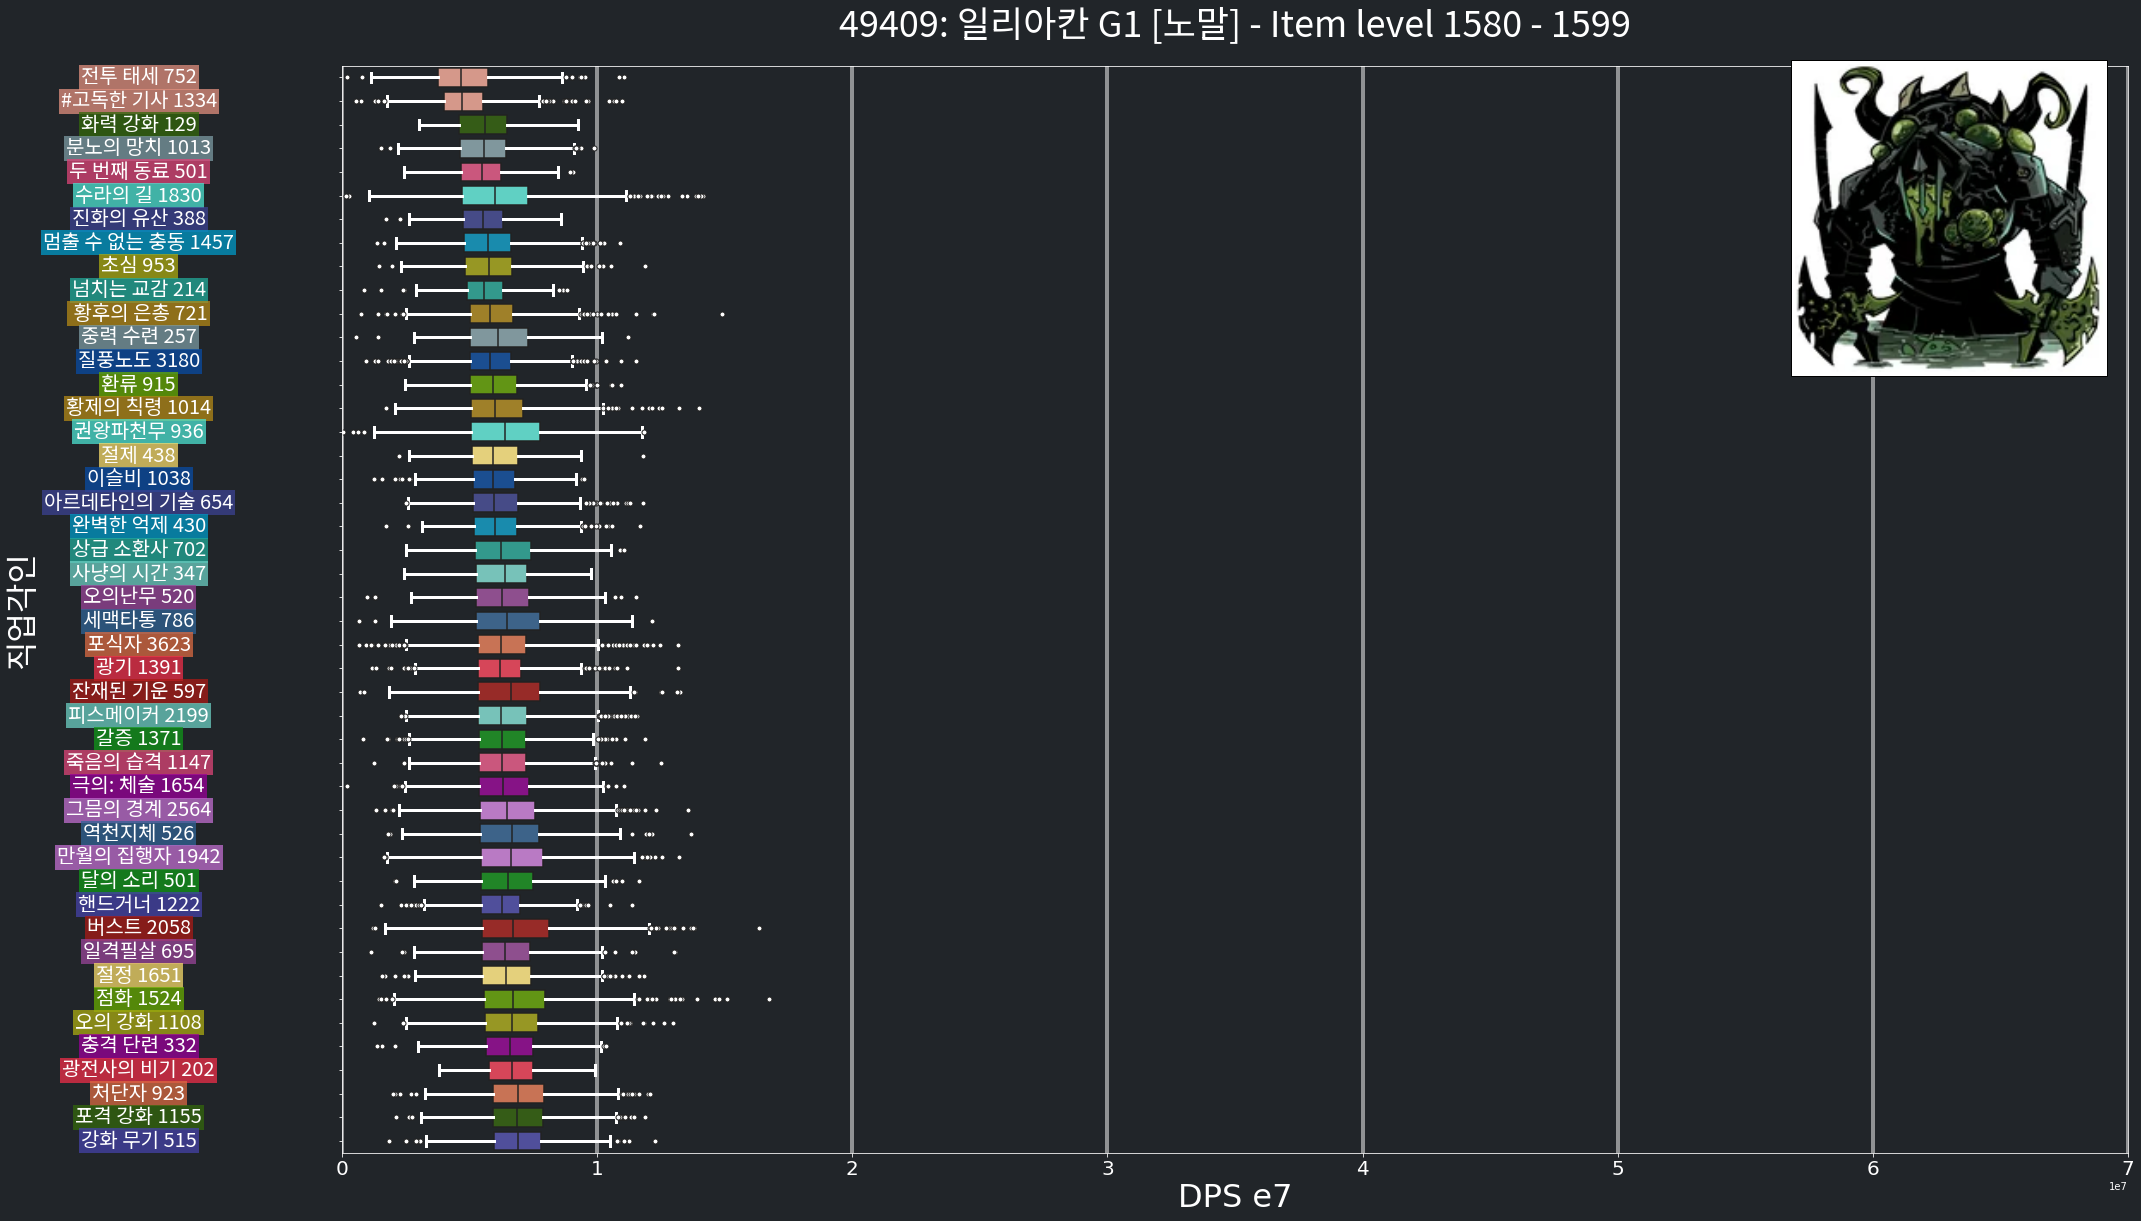 49409: 일리아칸 G1 [노말] - Item level 1580 - 1599
전투 태세 752
#고독한 기사 1334
화력 강화 129
분노의 망치 1013
두 번째 동료 501
수라의 길 1830
진화의 유산 388
멈출 수 없는 충동 1457
초심 953
넘치는 교감 214
황후의 은총 721
중력 수련 257
질풍노도 3180
환류 915
황제의 칙령 1014
권왕파천무 936
절제 438
이슬비 1038
아르데타인의 기술 654
완벽한 억제 430
상급 소환사 702
사냥의 시간 347
오의난무 520
세맥타통 786
포식자 3623
광기 1391
잔재된 기운 597
피스메이커 2199
갈증 1371
죽음의 습격 1147
극의: 체술 1654
그믐의 경계 2564
역천지체 526
만월의 집행자 1942
달의 소리 501
핸드거너 1222
버스트 2058
일격필살 695
절정 1651
점화 1524
오의 강화 1108
충격 단련 332
광전사의 비기 202
처단자 923
포격 강화 1155
강화 무기 515
직업각인
0 1 2 3 4 5 6 7
1e7
DPS e7